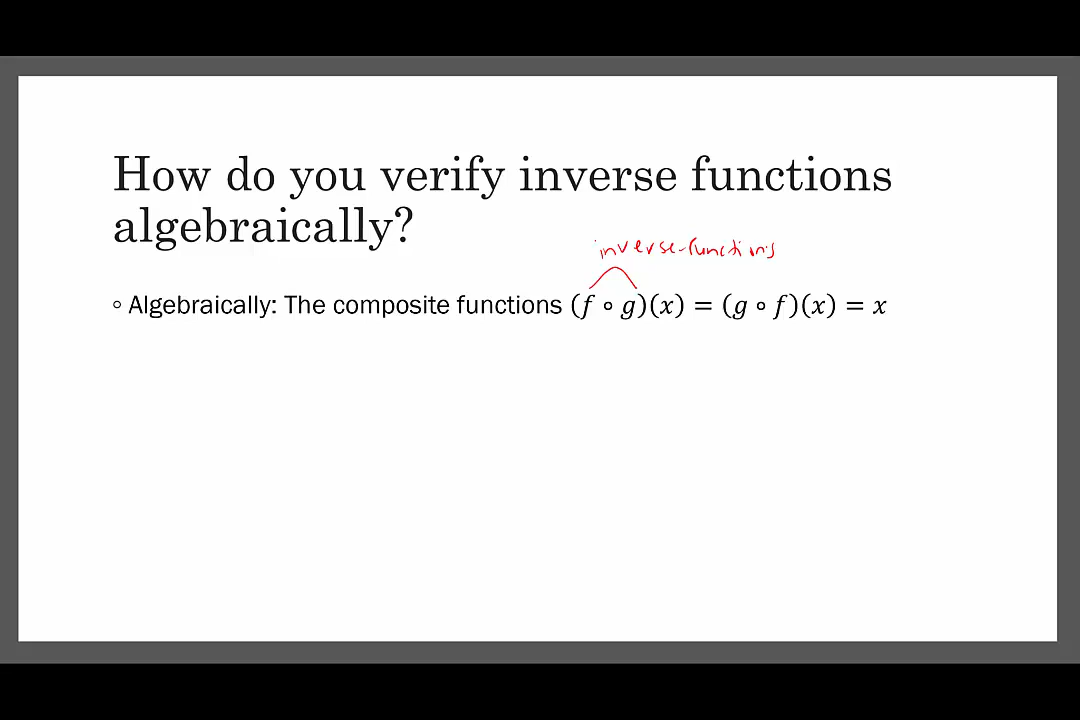 How do you verify inverse functions
algebraically?
inverse functions
◦ Algebraically: The composite functions (f ∘ g)(x) = (g ∘ f)(x) = x